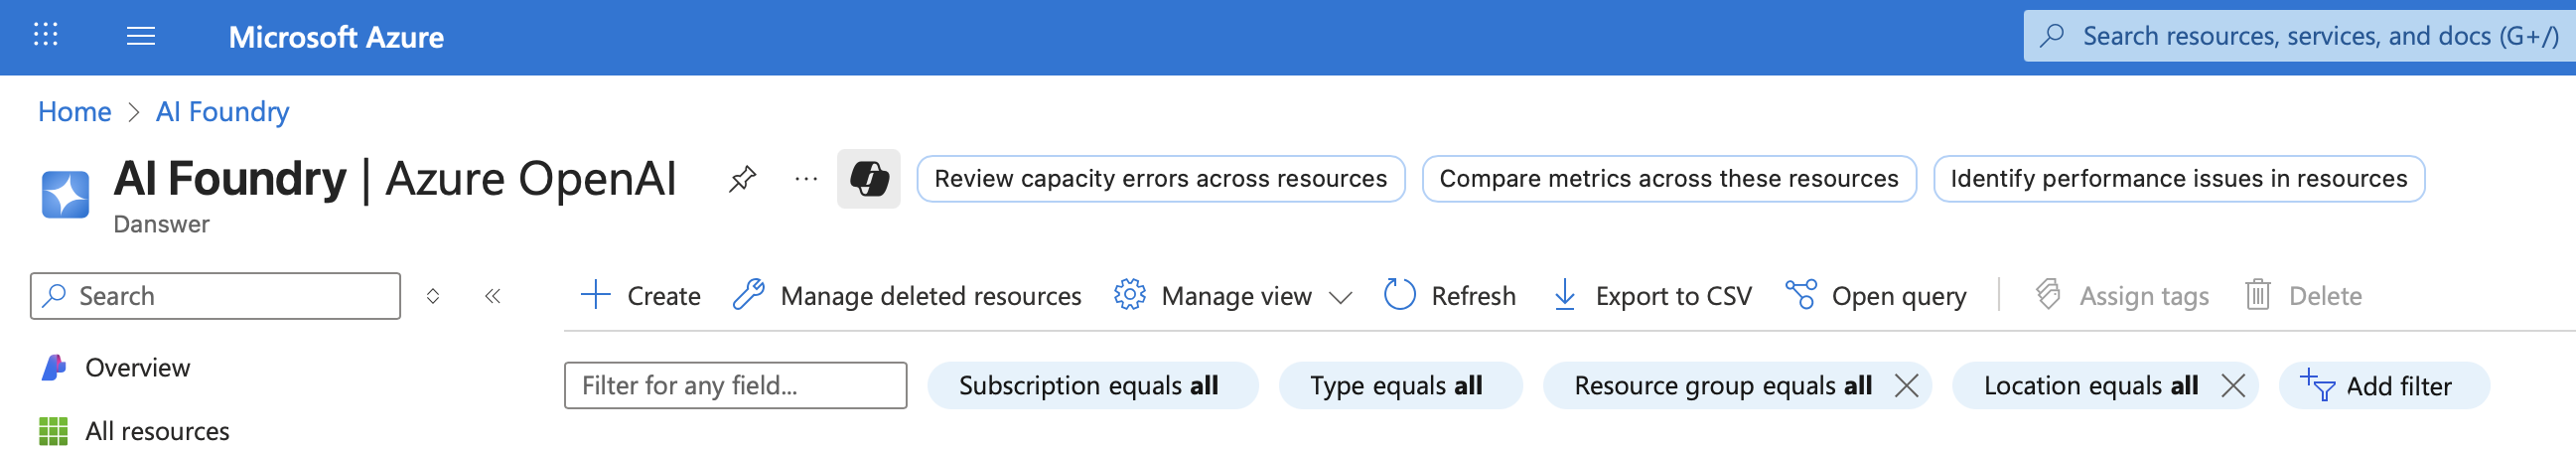 Microsoft Azure
Search resources, services, and docs (G+/)
Home > AI Foundry
AI Foundry | Azure OpenAI
Danswer
Review capacity errors across resources
Compare metrics across these resources
Identify performance issues in resources
Search
Create
Manage deleted resources
Manage view
Refresh
Export to CSV
Open query
Assign tags
Delete
Overview
All resources
Filter for any field...
Subscription equals all
Type equals all
Resource group equals all
Location equals all
Add filter